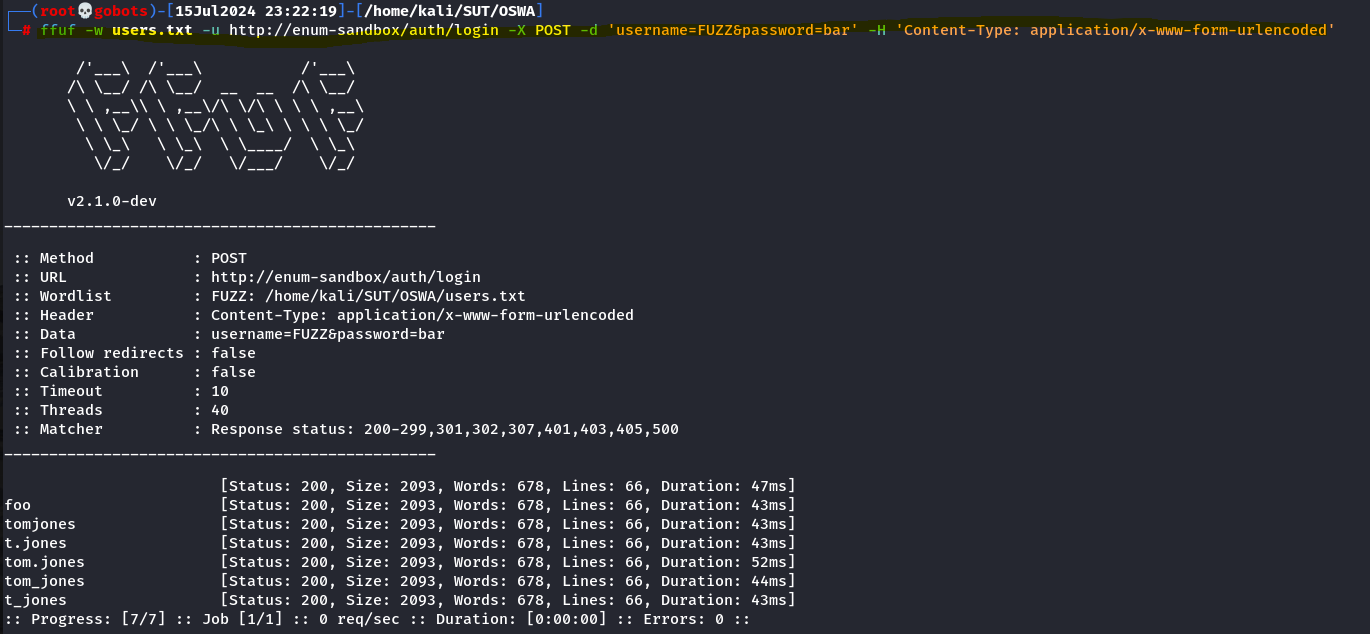 ┌──(root💀gobots)-[15Jul2024 23:22:19]-[/home/kali/SUT/OSWA]
└─# ffuf -w users.txt -u http://enum-sandbox/auth/login -X POST -d 'username=FUZZ&password=bar' -H 'Content-Type: application/x-www-form-urlencoded'
        /'___\  /'___\           /'___\
       /\ \__/ /\ \__/  __  __  /\ \__/
       \ \ ,__\\ \ ,__\/\ \/\ \ \ \ ,__\
        \ \ \_/ \ \ \_/\ \ \_\ \ \ \ \_/
         \ \_\   \ \_\  \ \____/  \ \_\
          \/_/    \/_/   \/___/    \/_/
       v2.1.0-dev
________________________________________________
 :: Method           : POST
 :: URL              : http://enum-sandbox/auth/login
 :: Wordlist         : FUZZ: /home/kali/SUT/OSWA/users.txt
 :: Header           : Content-Type: application/x-www-form-urlencoded
 :: Data             : username=FUZZ&password=bar
 :: Follow redirects : false
 :: Calibration      : false
 :: Timeout          : 10
 :: Threads          : 40
 :: Matcher          : Response status: 200-299,301,302,307,401,403,405,500
________________________________________________
                        [Status: 200, Size: 2093, Words: 678, Lines: 66, Duration: 47ms]
foo                     [Status: 200, Size: 2093, Words: 678, Lines: 66, Duration: 43ms]
tomjones                [Status: 200, Size: 2093, Words: 678, Lines: 66, Duration: 43ms]
t.jones                 [Status: 200, Size: 2093, Words: 678, Lines: 66, Duration: 43ms]
tom.jones               [Status: 200, Size: 2093, Words: 678, Lines: 66, Duration: 52ms]
tom_jones               [Status: 200, Size: 2093, Words: 678, Lines: 66, Duration: 44ms]
t_jones                 [Status: 200, Size: 2093, Words: 678, Lines: 66, Duration: 43ms]
:: Progress: [7/7] :: Job [1/1] :: 0 req/sec :: Duration: [0:00:00] :: Errors: 0 ::